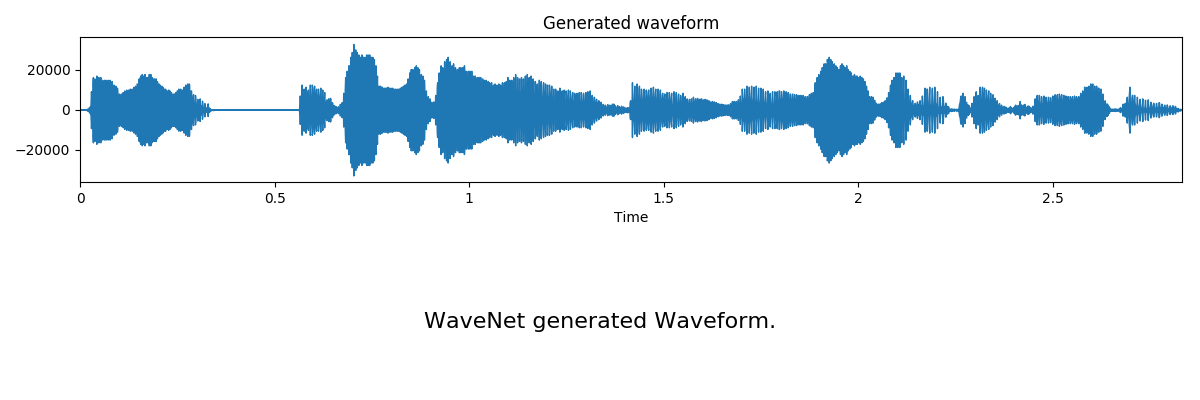 Generated waveform
20000
0
−20000
0 0.5 1 1.5 2 2.5
Time
WaveNet generated Waveform.